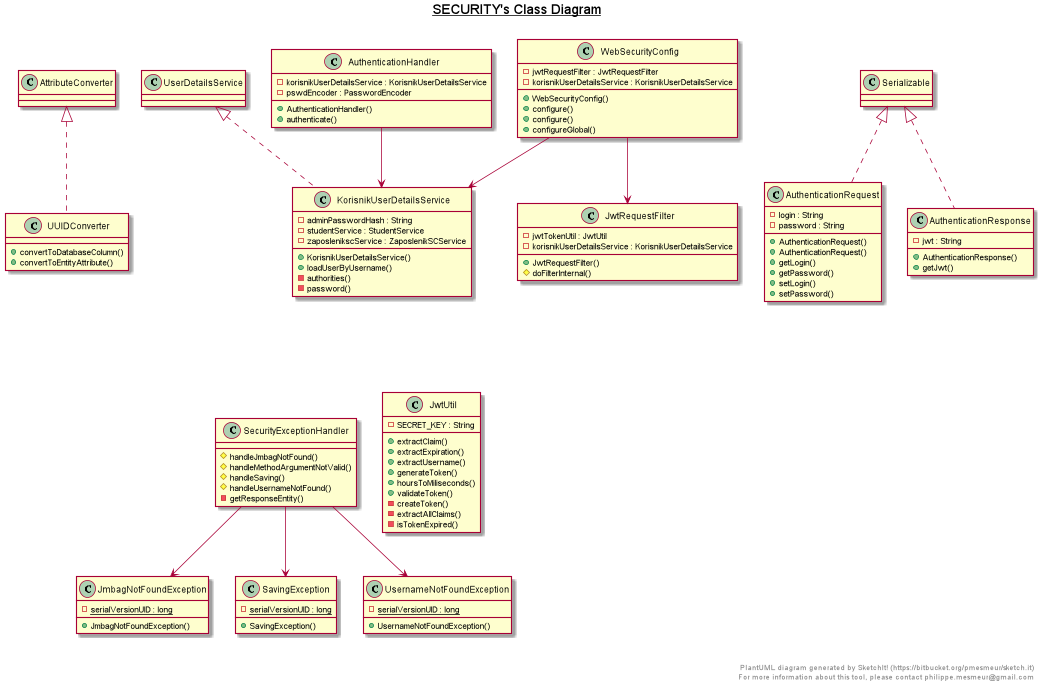 SECURITY's Class Diagram
C AttributeConverter
C UserDetailsService
C AuthenticationHandler
korisnikUserDetailsService : KorisnikUserDetailsService
pswdEncoder : PasswordEncoder
AuthenticationHandler()
authenticate()
C WebSecurityConfig
jwtRequestFilter : JwtRequestFilter
korisnikUserDetailsService : KorisnikUserDetailsService
WebSecurityConfig()
configure()
configure()
configureGlobal()
C Serializable
C UUIDConverter
convertToDatabaseColumn()
convertToEntityAttribute()
C KorisnikUserDetailsService
adminPasswordHash : String
studentService : StudentService
zaposlenikscService : ZaposlenikSCService
KorisnikUserDetailsService()
loadUserByUsername()
authorities()
password()
C JwtRequestFilter
jwtTokenUtil : JwtUtil
korisnikUserDetailsService : KorisnikUserDetailsService
JwtRequestFilter()
doFilterInternal()
C AuthenticationRequest
login : String
password : String
AuthenticationRequest()
AuthenticationRequest()
getLogin()
getPassword()
setLogin()
setPassword()
C AuthenticationResponse
jwt : String
AuthenticationResponse()
getJwt()
C SecurityExceptionHandler
handleJmbagNotFound()
handleMethodArgumentNotValid()
handleSaving()
handleUsernameNotFound()
getResponseEntity()
C JwtUtil
SECRET_KEY : String
extractClaim()
extractExpiration()
extractUsername()
generateToken()
hoursToMiliseconds()
validateToken()
createToken()
extractAllClaims()
isTokenExpired()
C JmbagNotFoundException
serialVersionUID : long
JmbagNotFoundException()
C SavingException
serialVersionUID : long
SavingException()
C UsernameNotFoundException
serialVersionUID : long
UsernameNotFoundException()
PlantUML diagram generated by SketchIt! (https://bitbucket.org/pmesmeur/sketch.it)
For more information about this tool, please contact philippe.mesmeur@gmail.com